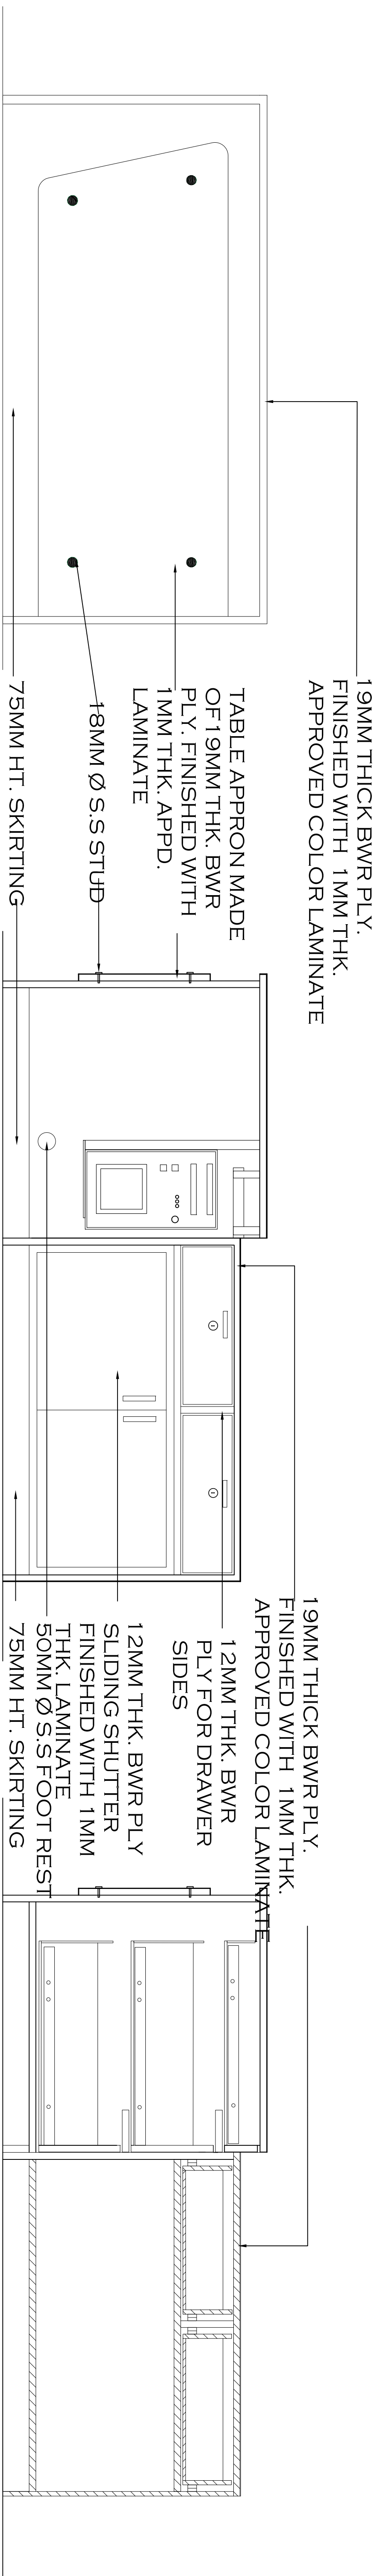 19MM THICK BWR PLY.
FINISHED WITH 1MM THK.
APPROVED COLOR LAMINATE
TABLE APPRON MADE
OF 19MM THK. BWR
PLY. FINISHED WITH
1MM THK. APPD.
LAMINATE
18MM Ø S.S STUD
75MM HT. SKIRTING
19MM THICK BWR PLY.
FINISHED WITH 1MM THK.
APPROVED COLOR LAMINATE
12MM THK. BWR
PLY FOR DRAWER
SIDES
12MM THK. BWR PLY
SLIDING SHUTTER
FINISHED WITH 1MM
THK. LAMINATE
50MM Ø S.S FOOT REST
75MM HT. SKIRTING